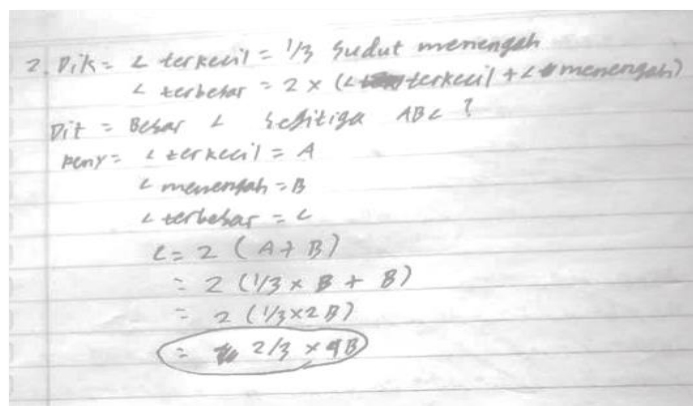 2. Dik = ∠ terkecil = 1/3 sudut menengah
∠ terbesar = 2 × (∠ terkecil + ∠ menengah)
Dit = Besar ∠ segitiga ABC ?
Peny = ∠ terkecil = A
∠ menengah = B
∠ terbesar = C
C = 2 (A + B)
= 2 (1/3 × B + B)
= 2 (1/3 × 2B)
= 2/3 × 4B